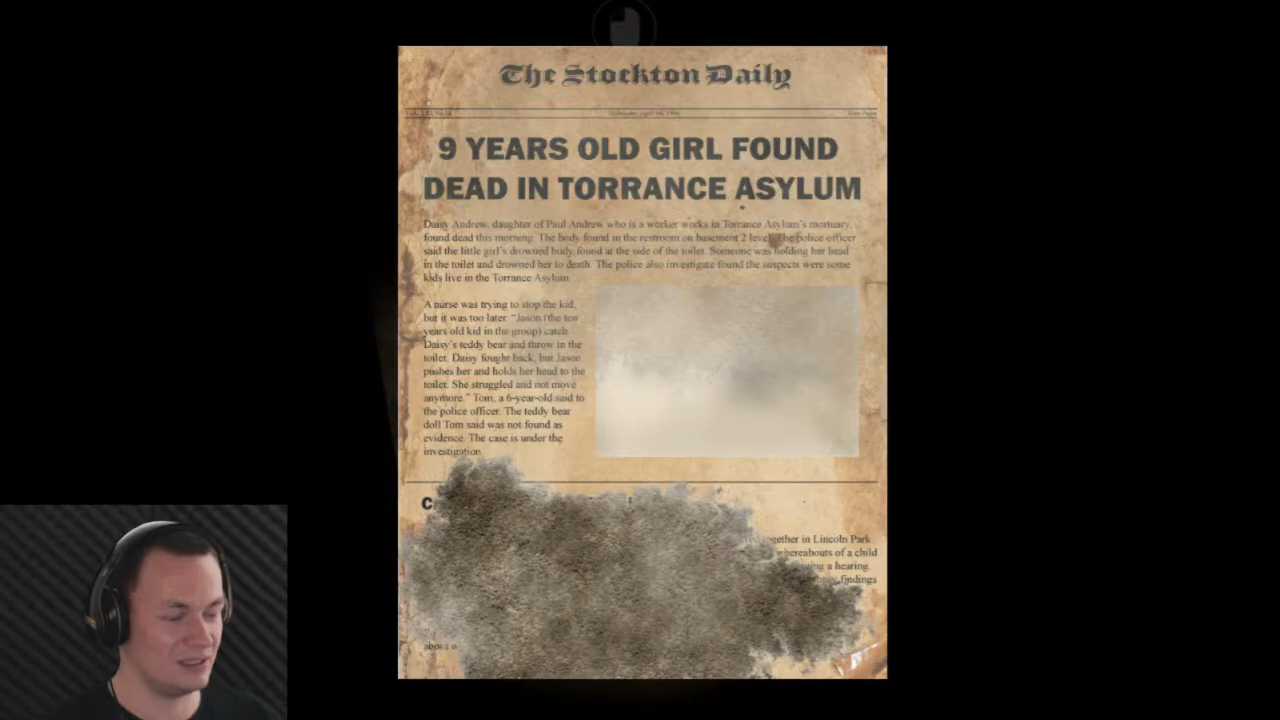 The Stockton Daily
9 YEARS OLD GIRL FOUND
DEAD IN TORRANCE ASYLUM
Daisy Andrew, daughter of Paul Andrew who is a worker works in Torrance Asylum's mortuary,
found dead this morning. The body found in the restroom on basement 2 level. The police officer
said the little girl's drowned body found at the side of the toilet. Someone was holding her head
in the toilet and drowned her to death. The police also investigate found the suspects were some
kids live in the Torrance Asylum.
A nurse was trying to stop the kid,
but it was too later. "Jason (the ten
years old kid in the group) catch
Daisy's teddy bear and throw in the
toilet. Daisy fought back, but Jason
pushes her and holds her head to the
toilet. She struggled and not move
anymore." Tom, a 6-year-old said to
the police officer. The teddy bear
doll Tom said was not found as
evidence. The case is under the
investigation
together in Lincoln Park
whereabouts of a child
a hearing.
findings
about